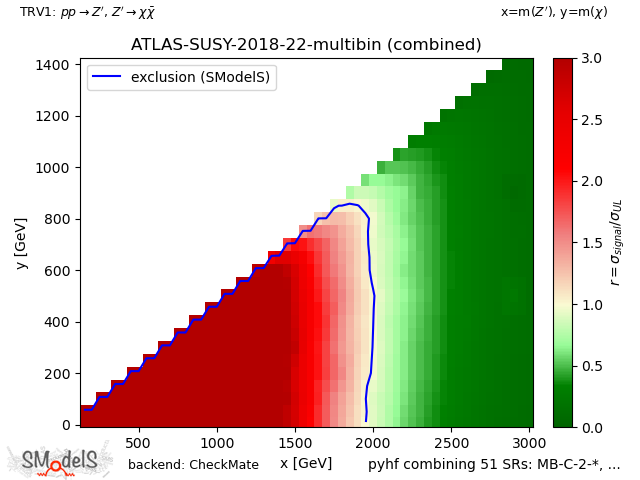 TRV1: pp → Z′, Z′ → χχ̄
x=m(Z′), y=m(χ)
ATLAS-SUSY-2018-22-multibin (combined)
exclusion (SModelS)
y [GeV]
1400
1200
1000
800
600
400
200
0
500
1000
1500
2000
2500
3000
x [GeV]
3.0
2.5
2.0
1.5
1.0
0.5
0.0
r = σsignal/σUL
SModelS
backend: CheckMate
pyhf combining 51 SRs: MB-C-2-*, ...